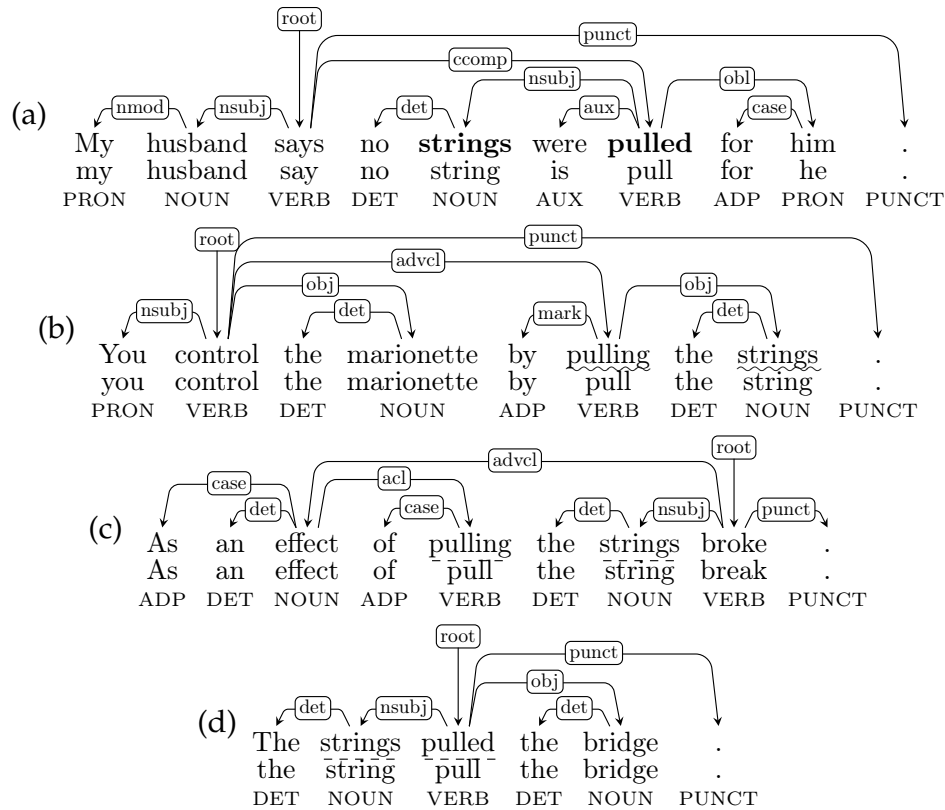 root
punct
ccomp
nsubj obl
nmod nsubj det aux case
(a)
My husband says no strings were pulled for him .
my husband say no string is pull for he .
PRON NOUN VERB DET NOUN AUX VERB ADP PRON PUNCT
root punct
advcl
obj obj
nsubj det mark det
(b)
You control the marionette by pulling the strings .
you control the marionette by pull the string .
PRON VERB DET NOUN ADP VERB DET NOUN PUNCT
root
advcl
case acl
det case det nsubj punct
(c)
As an effect of pulling the strings broke .
As an effect of pull the string break .
ADP DET NOUN ADP VERB DET NOUN VERB PUNCT
root
punct
obj
det nsubj det
(d)
The strings pulled the bridge .
the string pull the bridge .
DET NOUN VERB DET NOUN PUNCT